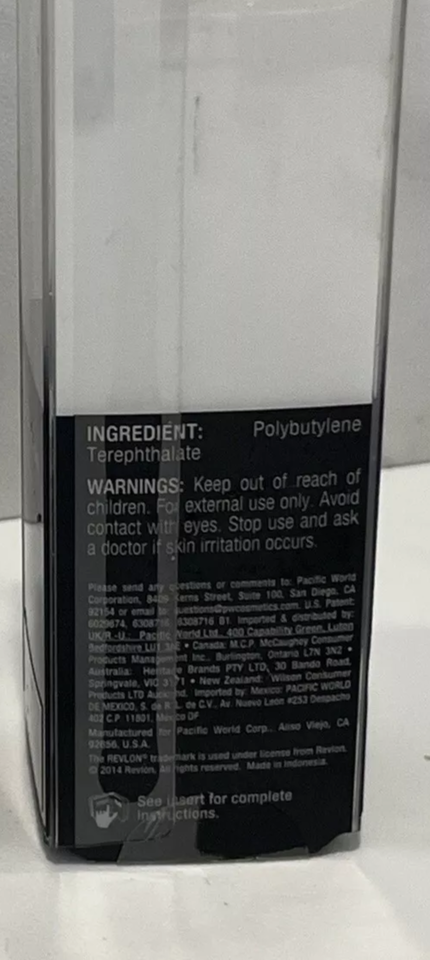 INGREDIENT: Polybutylene
Terephthalate
WARNINGS: Keep out of reach of
children. For external use only. Avoid
contact with eyes. Stop use and ask
a doctor if skin irritation occurs.
Please send any questions or comments to: Pacific World
Corporation, Kerns Street, Suite 100, San Diego, CA
92154 or email to: questions@pwcosmetics.com. U.S. Patent:
6029674, 6308716 B1. Imported & distributed by:
UK/R.-U.: Pacific World Ltd. 400 Capability Green, Luton
Bedfordshire LU1 • Canada: M.C.P. McCaughey Consumer
Products Management Inc., Burlington, Ontario L7N 3N2 •
Australia: Heritage Brands PTY LTD, 30 Bando Road,
Springvale, VIC 3171 • New Zealand: Wilson Consumer
Products LTD Auckland. Imported by: Mexico: PACIFIC WORLD
DE MEXICO, S. de R.L. de C.V., Av. Nuevo León #253 Despacho
402 C.P. 11801, Mexico DF
Manufactured for Pacific World Corp., Aliso Viejo, CA
92656, U.S.A.
The REVLON® trademark is used under license from Revlon.
© 2014 Revlon. All rights reserved. Made in Indonesia.
See insert for complete
Instructions.